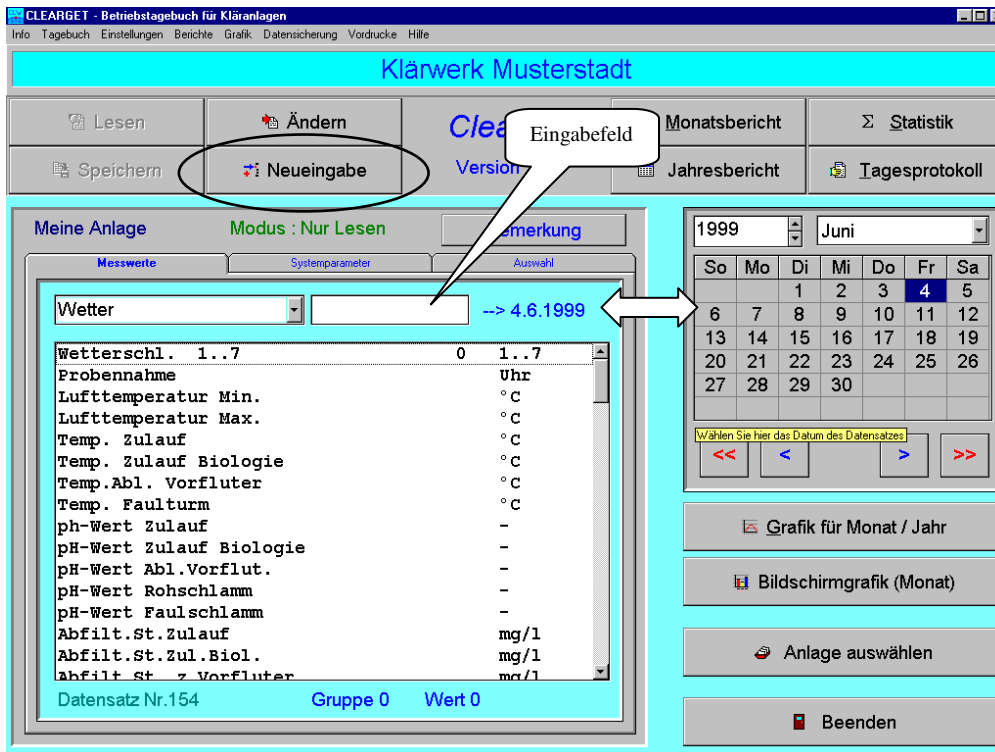 CLEARGET - Betriebstagebuch für Kläranlagen
Info Tagebuch Einstellungen Berichte Grafik Datensicherung Vordrucke Hilfe
Klärwerk Musterstadt
Lesen
Ändern
Clea
Monatsbericht
Σ Statistik
Eingabefeld
Speichern
Neueingabe
Version
Jahresbericht
Tagesprotokoll
Meine Anlage
Modus : Nur Lesen
emerkung
Messwerte
Systemparameter
Auswahl
Wetter
--> 4.6.1999
Wetterschl. 1..7 0 1..7
Probennahme Uhr
Lufttemperatur Min. °C
Lufttemperatur Max. °C
Temp. Zulauf °C
Temp. Zulauf Biologie °C
Temp.Abl. Vorfluter °C
Temp. Faulturm °C
ph-Wert Zulauf -
pH-Wert Zulauf Biologie -
pH-Wert Abl.Vorflut. -
pH-Wert Rohschlamm -
pH-Wert Faulschlamm -
Abfilt.St.Zulauf mg/l
Abfilt.St.Zul.Biol. mg/l
Abfilt.St. z Vorfluter mg/l
Datensatz Nr.154 Gruppe 0 Wert 0
1999 Juni
So Mo Di Mi Do Fr Sa
1 2 3 4 5
6 7 8 9 10 11 12
13 14 15 16 17 18 19
20 21 22 23 24 25 26
27 28 29 30
Wählen Sie hier das Datum des Datensatzes
<< < > >>
Grafik für Monat / Jahr
Bildschirmgrafik (Monat)
Anlage auswählen
Beenden